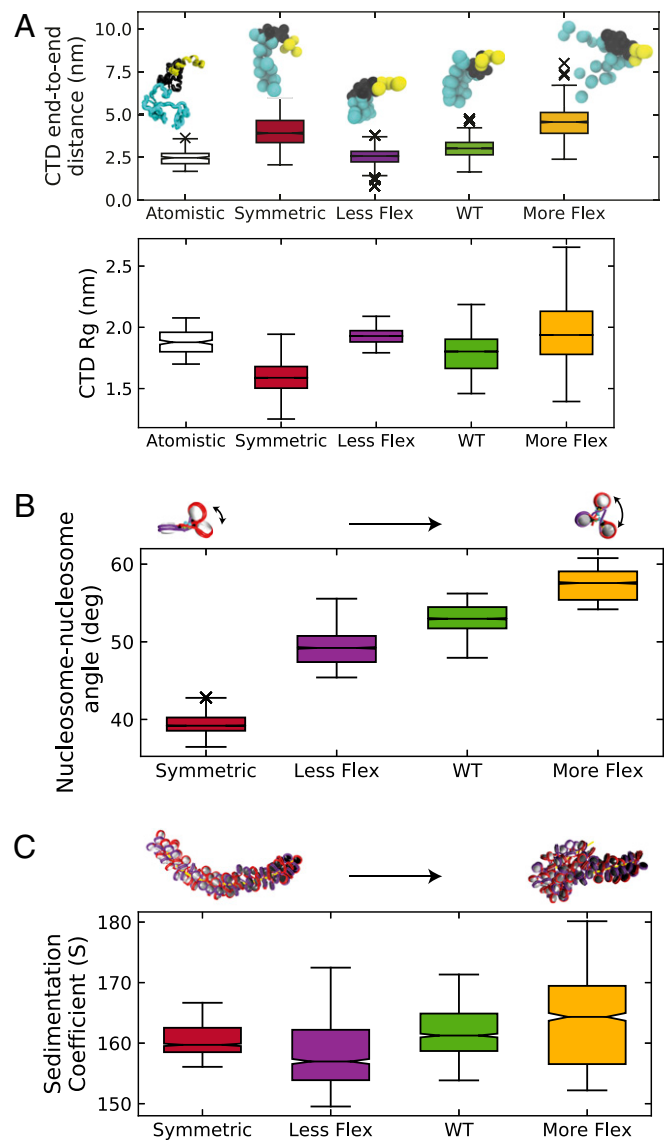 A
CTD end-to-end
distance (nm)
10.0
7.5
5.0
2.5
0.0
Atomistic Symmetric Less Flex WT More Flex
CTD Rg (nm)
2.5
2.0
1.5
Atomistic Symmetric Less Flex WT More Flex
B
Nucleosome-nucleosome
angle (deg)
60
50
40
Symmetric Less Flex WT More Flex
C
Sedimentation
Coefficient (S)
180
170
160
150
Symmetric Less Flex WT More Flex